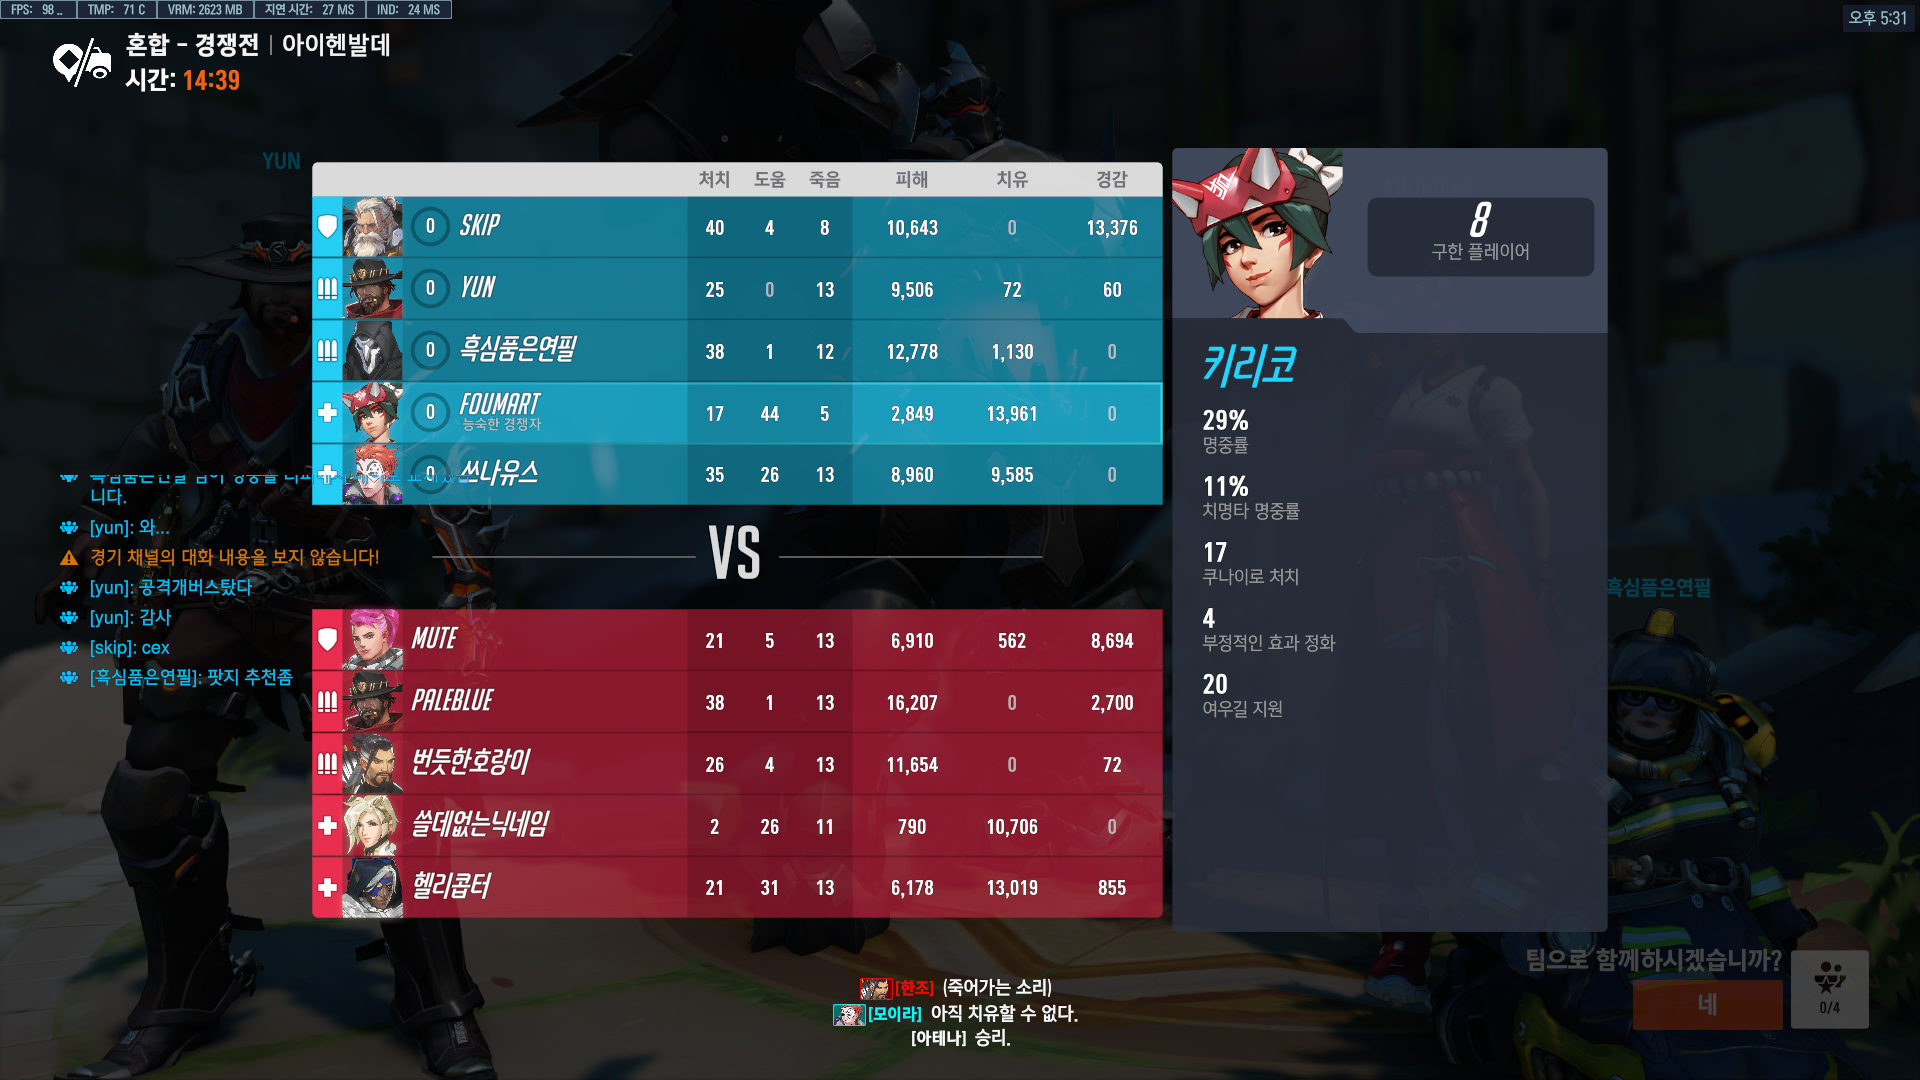 FPS: 98 .. TMP: 71 C VRM: 2623 MB 지연 시간: 27 MS IND: 24 MS
오후 5:31
혼합 - 경쟁전 | 아이헨발데
시간: 14:39
YUN
처치 도움 죽음 피해 치유 경감
0 SKIP 40 4 8 10,643 0 13,376
0 YUN 25 0 13 9,506 72 60
0 흑심품은연필 38 1 12 12,778 1,130 0
0 FOUMART 17 44 5 2,849 13,961 0
능숙한 경쟁자
0 쓰나유스 35 26 13 8,960 9,585 0
VS
MUTE 21 5 13 6,910 562 8,694
PALEBLUE 38 1 13 16,207 0 2,700
번듯한호랑이 26 4 13 11,654 0 72
쓸데없는닉네임 2 26 11 790 10,706 0
헬리콥터 21 31 13 6,178 13,019 855
8
구한 플레이어
키리코
29%
명중률
11%
치명타 명중률
17
쿠나이로 처치
4
부정적인 효과 정화
20
여우길 지원
흑심품은연필 님이
니다.
[yun]: 와...
경기 채널의 대화 내용을 보지 않습니다!
[yun]: 공격개버스탔다
[yun]: 감사
[skip]: cex
[흑심품은연필]: 팟지 추천좀
흑심품은연필
[한조] (죽어가는 소리)
[모이라] 아직 치유할 수 없다.
[아테나] 승리.
팀으로 함께하시겠습니까?
네
0/4